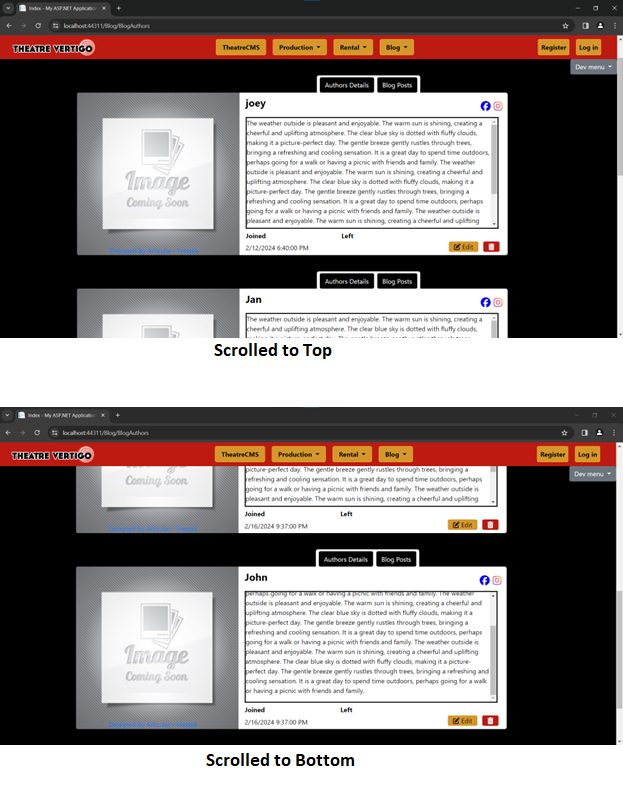 Index - My ASP.NET Application
localhost:44311/Blog/BlogAuthors
THEATRE VERTIGO
TheatreCMS Production Rental Blog Register Log in
Dev menu
Authors Details Blog Posts
joey
The weather outside is pleasant and enjoyable. The warm sun is shining, creating a
cheerful and uplifting atmosphere. The clear blue sky is dotted with fluffy clouds,
making it a picture-perfect day. The gentle breeze gently rustles through trees,
bringing a refreshing and cooling sensation. It is a great day to spend time outdoors,
perhaps going for a walk or having a picnic with friends and family. The weather
outside is pleasant and enjoyable. The warm sun is shining, creating a cheerful and
uplifting atmosphere. The clear blue sky is dotted with fluffy clouds, making it a
picture-perfect day. The gentle breeze gently rustles through trees, bringing a
refreshing and cooling sensation. It is a great day to spend time outdoors, perhaps
going for a walk or having a picnic with friends and family. The weather outside is
pleasant and enjoyable. The warm sun is shining, creating a cheerful and uplifting
Image
Coming Soon
Joined Left
2/12/2024 6:40:00 PM
Edit
Authors Details Blog Posts
Jan
The weather outside is pleasant and enjoyable. The warm sun is shining, creating a
cheerful and uplifting atmosphere. The clear blue sky is dotted with fluffy clouds,
Scrolled to Top
Index - My ASP.NET Application
localhost:44311/Blog/BlogAuthors
THEATRE VERTIGO
TheatreCMS Production Rental Blog Register Log in
Dev menu
picture-perfect day. The gentle breeze gently rustles through trees, bringing a
refreshing and cooling sensation. It is a great day to spend time outdoors, perhaps
going for a walk or having a picnic with friends and family. The weather outside is
pleasant and enjoyable. The warm sun is shining, creating a cheerful and uplifting
Coming Soon
Joined Left
2/16/2024 9:37:00 PM
Edit
Authors Details Blog Posts
John
perhaps going for a walk or having a picnic with friends and family. The weather
outside is pleasant and enjoyable. The warm sun is shining, creating a cheerful and
uplifting atmosphere. The clear blue sky is dotted with fluffy clouds, making it a
picture-perfect day. The gentle breeze gently rustles through trees, bringing a
refreshing and cooling sensation. It is a great day to spend time outdoors, perhaps
going for a walk or having a picnic with friends and family. The weather outside is
pleasant and enjoyable. The warm sun is shining, creating a cheerful and uplifting
atmosphere. The clear blue sky is dotted with fluffy clouds, making it a picture-
perfect day. The gentle breeze gently rustles through trees, bringing a refreshing and
cooling sensation. It is a great day to spend time outdoors, perhaps going for a walk
or having a picnic with friends and family.
Image
Coming Soon
Joined Left
2/16/2024 9:37:00 PM
Edit
Scrolled to Bottom